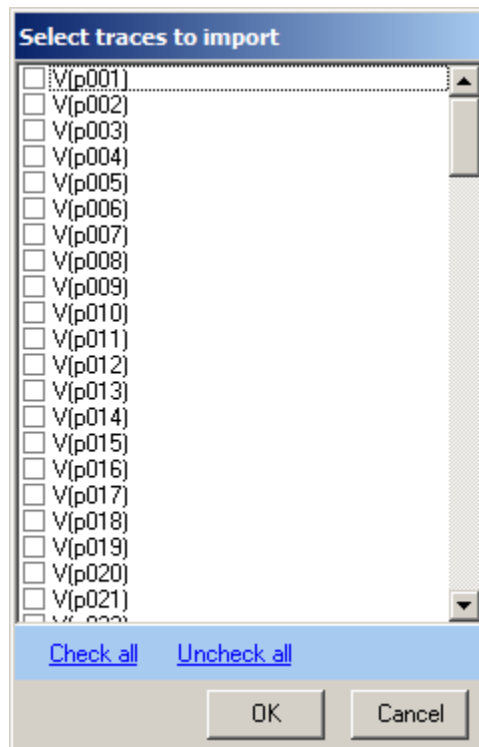 Select traces to import
V(p001)
V(p002)
V(p003)
V(p004)
V(p005)
V(p006)
V(p007)
V(p008)
V(p009)
V(p010)
V(p011)
V(p012)
V(p013)
V(p014)
V(p015)
V(p016)
V(p017)
V(p018)
V(p019)
V(p020)
V(p021)
Check all Uncheck all
OK Cancel